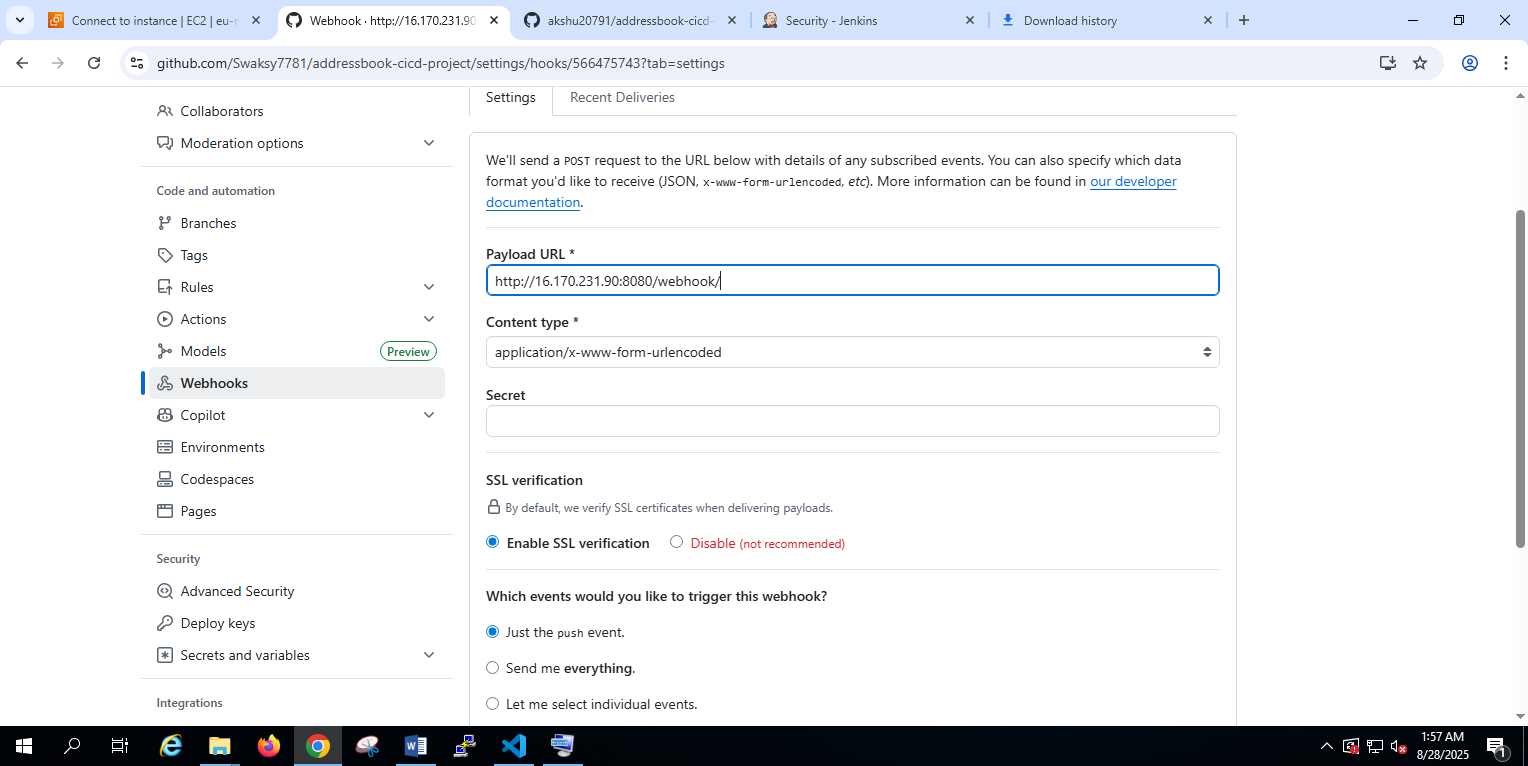 Connect to instance | EC2 | eu-n
Webhook · http://16.170.231.90
akshu20791/addressbook-cicd-
Security - Jenkins
Download history
github.com/Swaksy7781/addressbook-cicd-project/settings/hooks/566475743?tab=settings
Settings
Recent Deliveries
Collaborators
Moderation options
Code and automation
Branches
Tags
Rules
Actions
Models
Preview
Webhooks
Copilot
Environments
Codespaces
Pages
Security
Advanced Security
Deploy keys
Secrets and variables
Integrations
We'll send a POST request to the URL below with details of any subscribed events. You can also specify which data
format you'd like to receive (JSON, x-www-form-urlencoded, etc). More information can be found in our developer
documentation.
Payload URL *
http://16.170.231.90:8080/webhook/
Content type *
application/x-www-form-urlencoded
Secret
SSL verification
By default, we verify SSL certificates when delivering payloads.
Enable SSL verification
Disable (not recommended)
Which events would you like to trigger this webhook?
Just the push event.
Send me everything.
Let me select individual events.
1:57 AM
8/28/2025
1